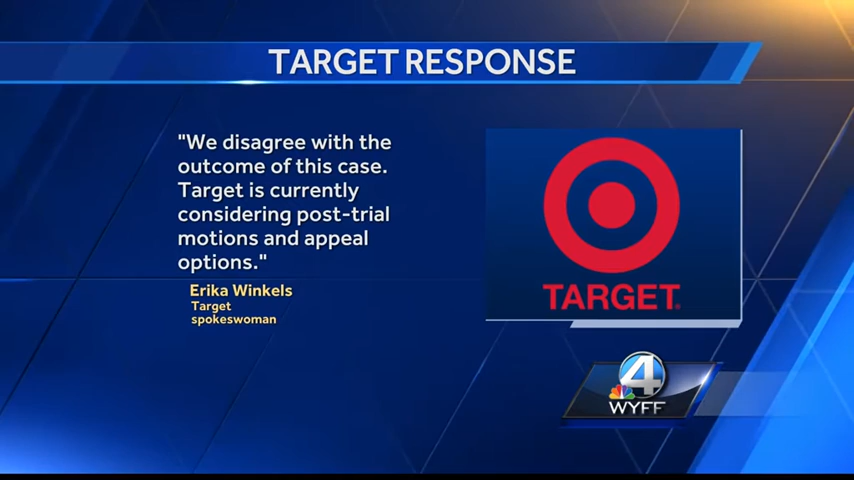 TARGET RESPONSE
"We disagree with the
outcome of this case.
Target is currently
considering post-trial
motions and appeal
options."
Erika Winkels
Target
spokeswoman
TARGET.
4
WYFF